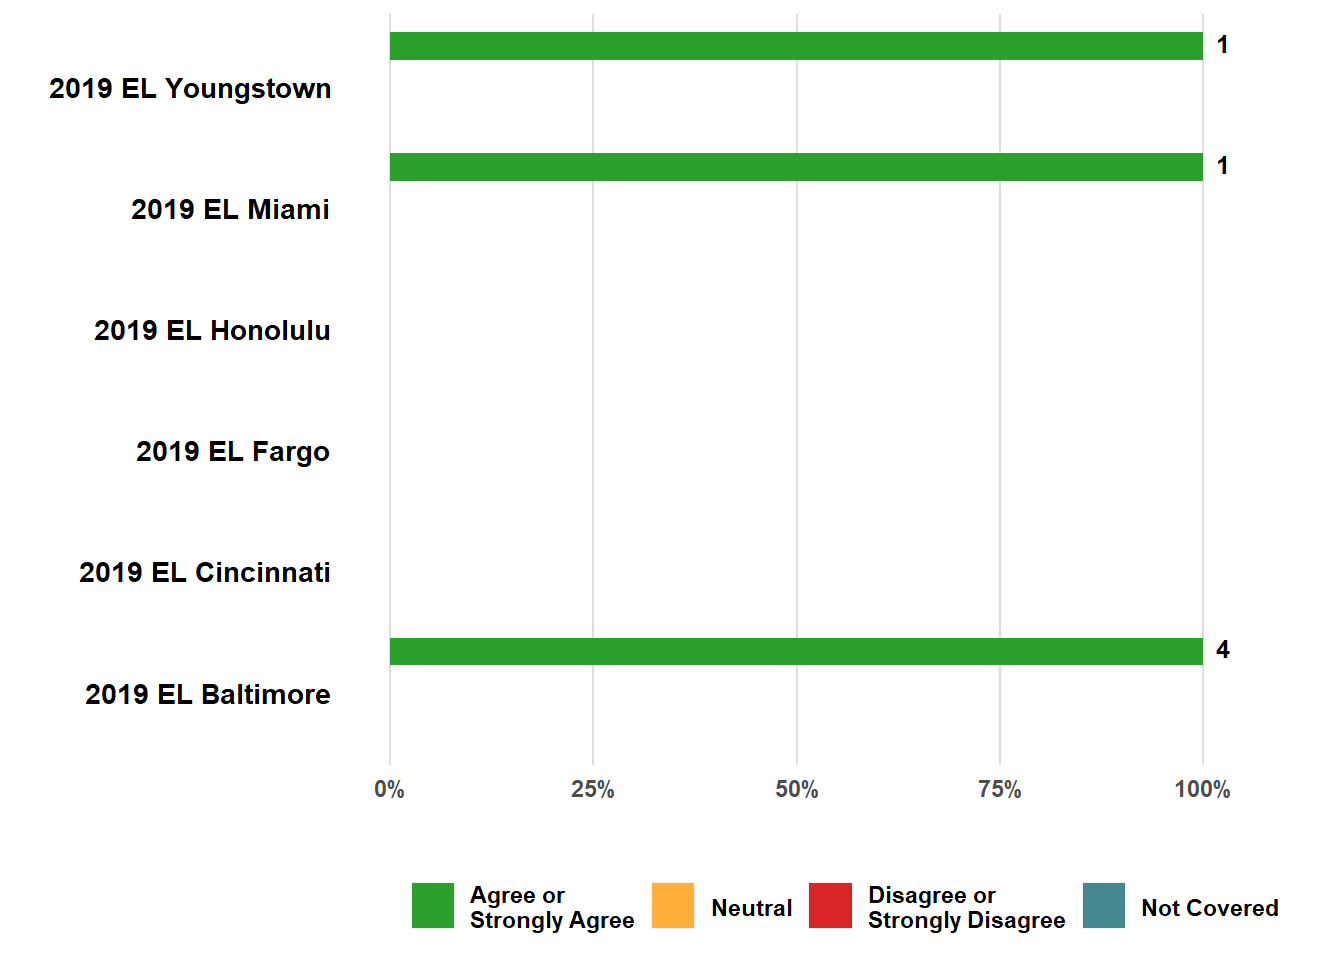 1
2019 EL Youngstown
1
2019 EL Miami
2019 EL Honolulu
2019 EL Fargo
2019 EL Cincinnati
4
2019 EL Baltimore
0% 25% 50% 75% 100%
Agree or
Strongly Agree
Neutral
Disagree or
Strongly Disagree
Not Covered